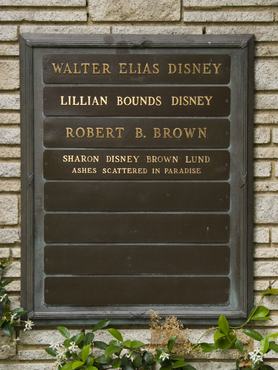 WALTER ELIAS DISNEY
LILLIAN BOUNDS DISNEY
ROBERT B. BROWN
SHARON DISNEY BROWN LUND
ASHES SCATTERED IN PARADISE